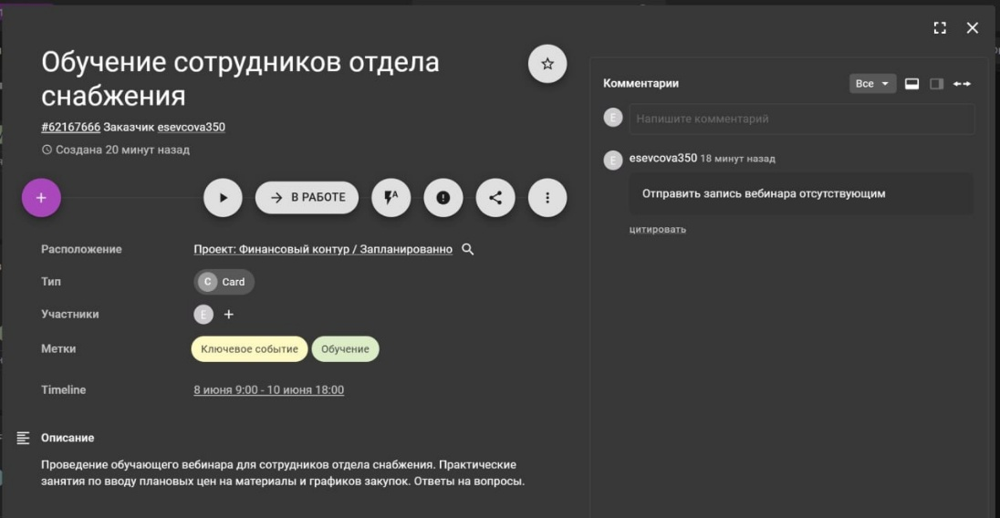 Обучение сотрудников отдела
снабжения
#62167666 Заказчик esevcova350
Создана 20 минут назад
В РАБОТЕ
Расположение Проект: Финансовый контур / Запланированно
Тип C Card
Участники E +
Метки Ключевое событие Обучение
Timeline 8 июня 9:00 - 10 июня 18:00
Описание
Проведение обучающего вебинара для сотрудников отдела снабжения. Практические
занятия по вводу плановых цен на материалы и графиков закупок. Ответы на вопросы.
Комментарии Все
E Напишите комментарий
E esevcova350 18 минут назад
Отправить запись вебинара отсутствующим
цитировать